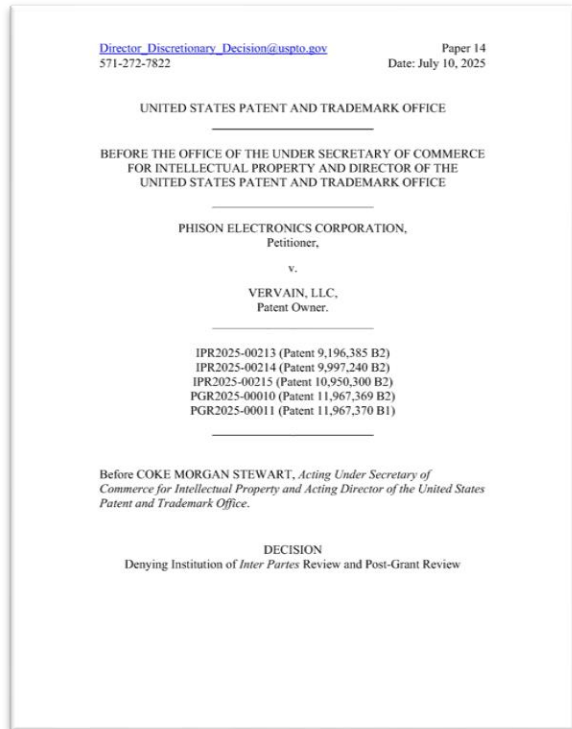 Director_Discretionary_Decision@uspto.gov Paper 14
571-272-7822 Date: July 10, 2025
UNITED STATES PATENT AND TRADEMARK OFFICE
BEFORE THE OFFICE OF THE UNDER SECRETARY OF COMMERCE
FOR INTELLECTUAL PROPERTY AND DIRECTOR OF THE
UNITED STATES PATENT AND TRADEMARK OFFICE
PHISON ELECTRONICS CORPORATION,
Petitioner,
v.
VERVAIN, LLC,
Patent Owner.
IPR2025-00213 (Patent 9,196,385 B2)
IPR2025-00214 (Patent 9,997,240 B2)
IPR2025-00215 (Patent 10,950,300 B2)
PGR2025-00010 (Patent 11,967,369 B2)
PGR2025-00011 (Patent 11,967,370 B1)
Before COKE MORGAN STEWART, Acting Under Secretary of
Commerce for Intellectual Property and Acting Director of the United States
Patent and Trademark Office.
DECISION
Denying Institution of Inter Partes Review and Post-Grant Review